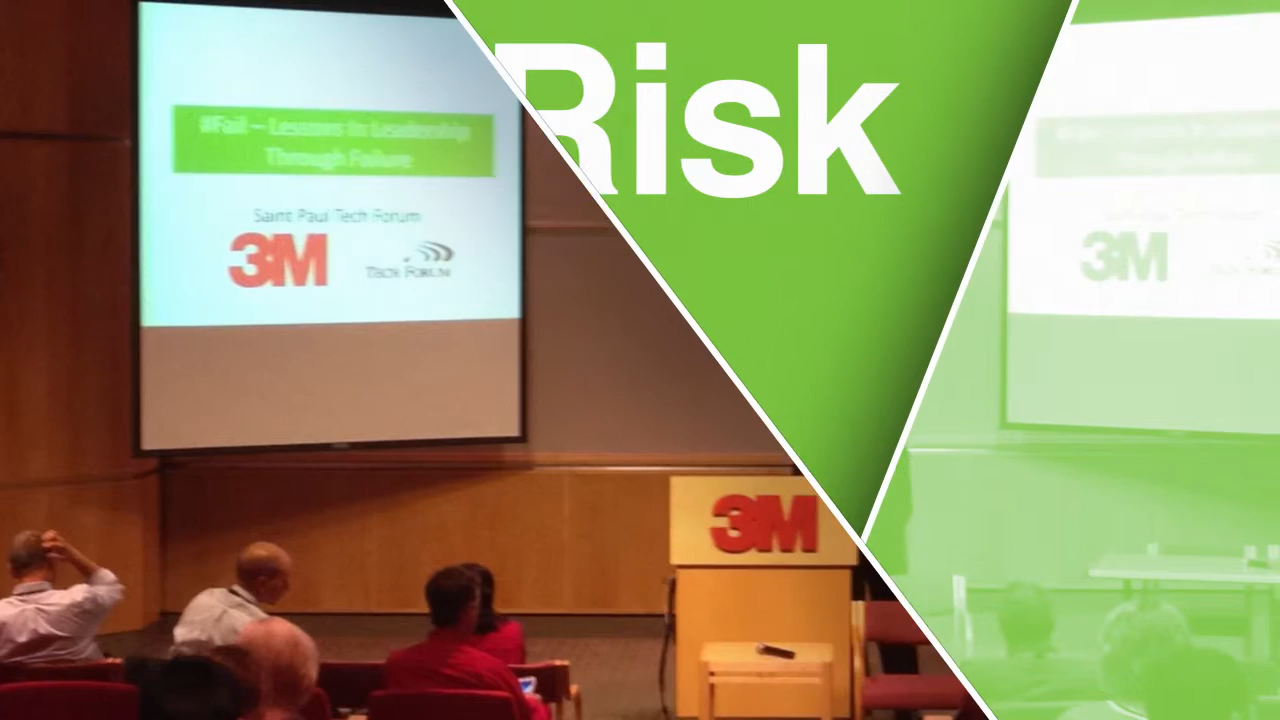 #Fail – Lessons in Leadership
Through Failure
Saint Paul Tech Forum
3M
TECH FORUM
Risk
3M
3M